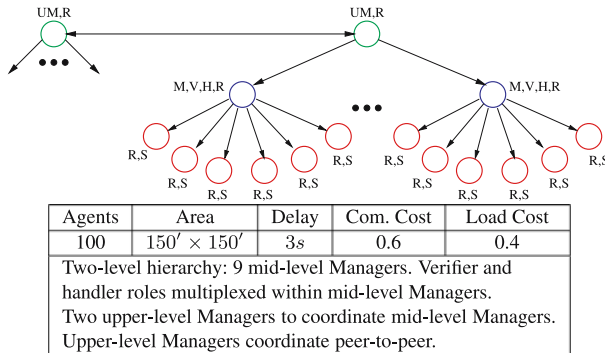 UM,R UM,R
M,V,H,R M,V,H,R
R,S R,S R,S R,S
R,S R,S R,S R,S
R,S R,S R,S R,S
Agents Area Delay Com. Cost Load Cost
100 150′ × 150′ 3s 0.6 0.4
Two-level hierarchy: 9 mid-level Managers. Verifier and
handler roles multiplexed within mid-level Managers.
Two upper-level Managers to coordinate mid-level Managers.
Upper-level Managers coordinate peer-to-peer.